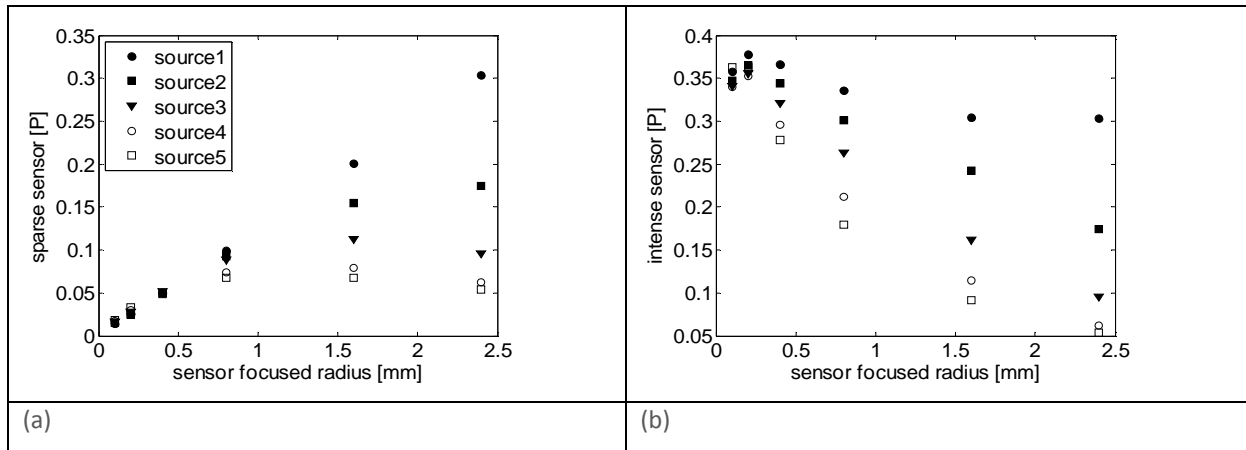 0.35
0.3
0.25
0.2
0.15
0.1
0.05
0
sparse sensor [P]
source1
source2
source3
source4
source5
0 0.5 1 1.5 2 2.5
sensor focused radius [mm]
(a)
0.4
0.35
0.3
0.25
0.2
0.15
0.1
0.05
intense sensor [P]
0 0.5 1 1.5 2 2.5
sensor focused radius [mm]
(b)